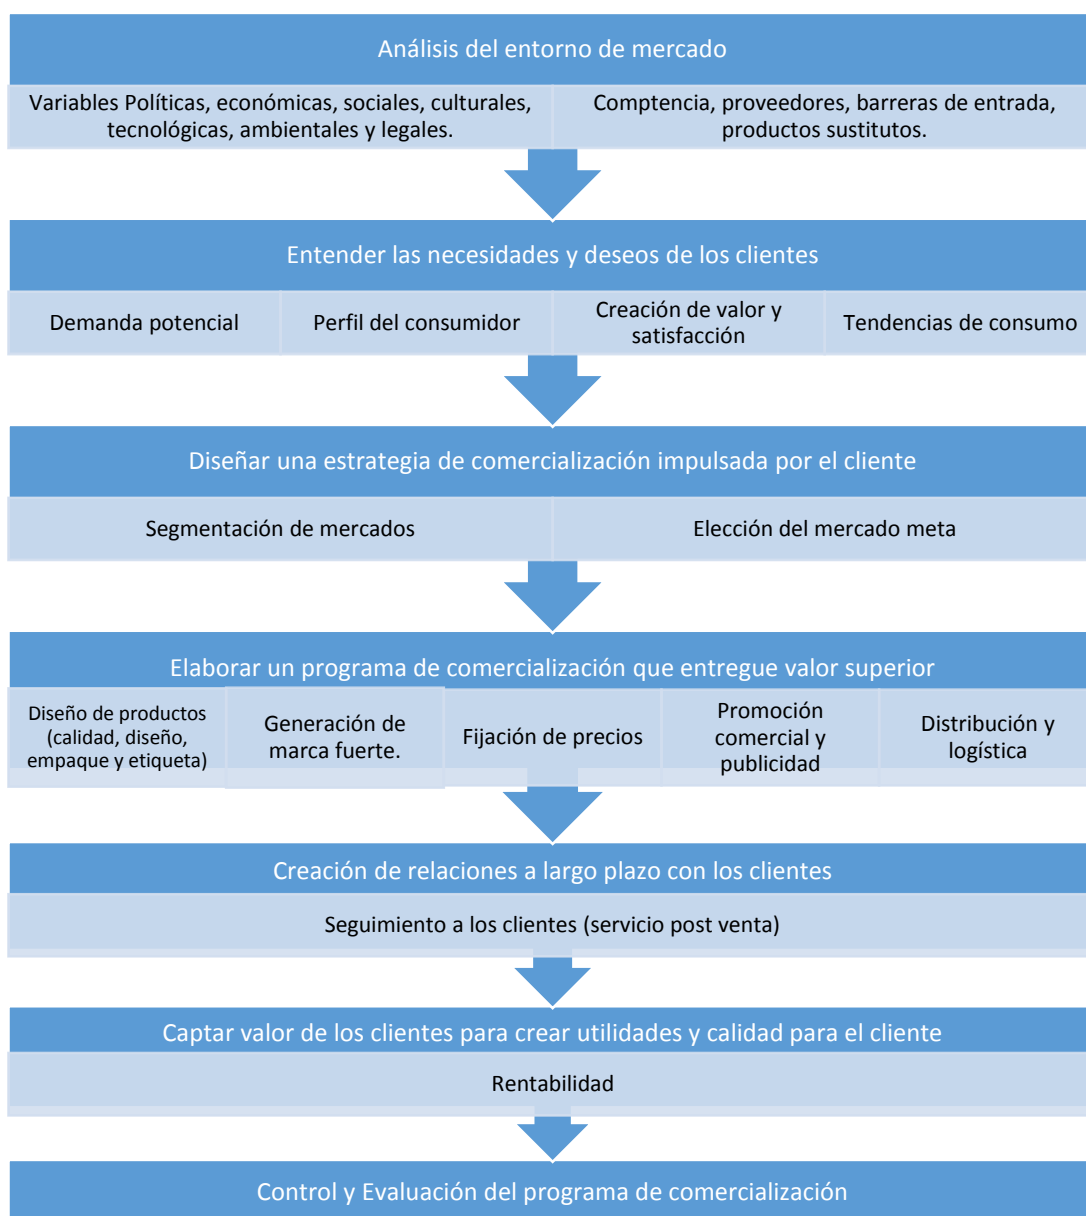 Análisis del entorno de mercado
Variables Políticas, económicas, sociales, culturales,
tecnológicas, ambientales y legales.
Comptencia, proveedores, barreras de entrada,
productos sustitutos.
Entender las necesidades y deseos de los clientes
Demanda potencial
Perfil del consumidor
Creación de valor y
satisfacción
Tendencias de consumo
Diseñar una estrategia de comercialización impulsada por el cliente
Segmentación de mercados
Elección del mercado meta
Elaborar un programa de comercialización que entregue valor superior
Diseño de productos
(calidad, diseño,
empaque y etiqueta)
Generación de
marca fuerte.
Fijación de precios
Promoción
comercial y
publicidad
Distribución y
logística
Creación de relaciones a largo plazo con los clientes
Seguimiento a los clientes (servicio post venta)
Captar valor de los clientes para crear utilidades y calidad para el cliente
Rentabilidad
Control y Evaluación del programa de comercialización